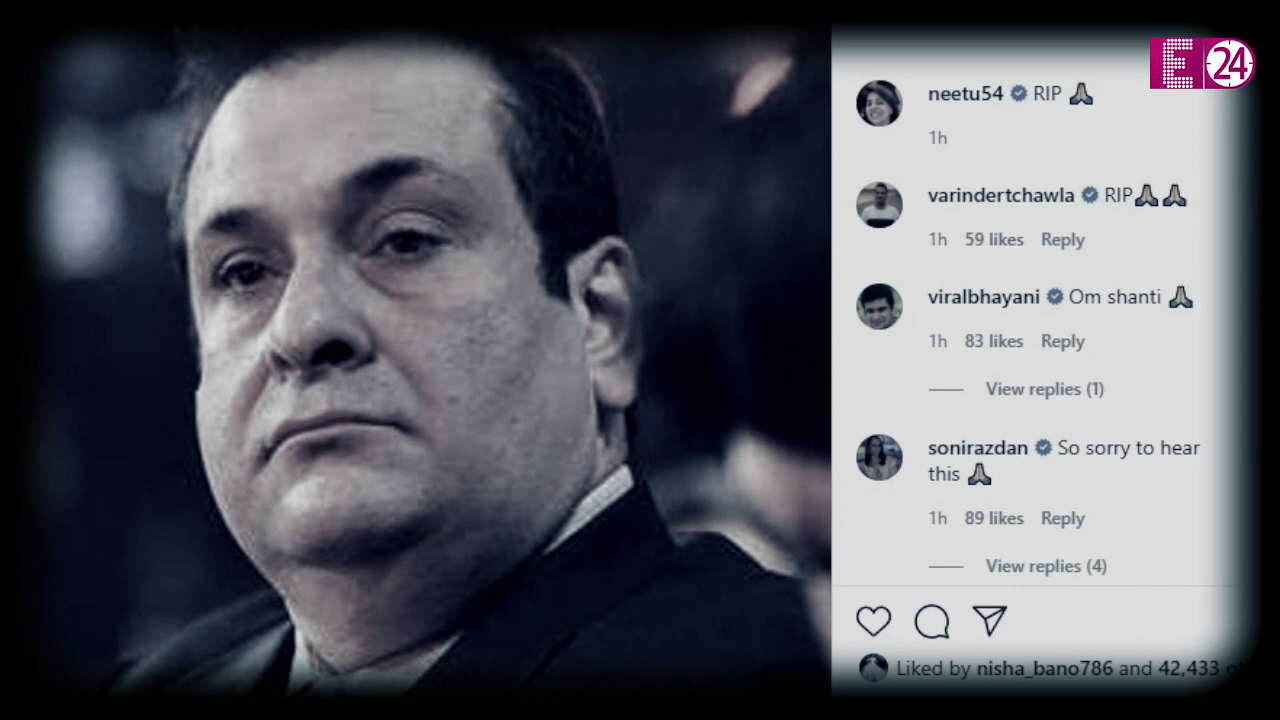 E 24
neetu54 RIP 🙏
1h
varindertchawla RIP🙏🙏
1h 59 likes Reply
viralbhayani Om shanti 🙏
1h 83 likes Reply
View replies (1)
sonirazdan So sorry to hear
this 🙏
1h 89 likes Reply
View replies (4)
Liked by nisha_bano786 and 42,433